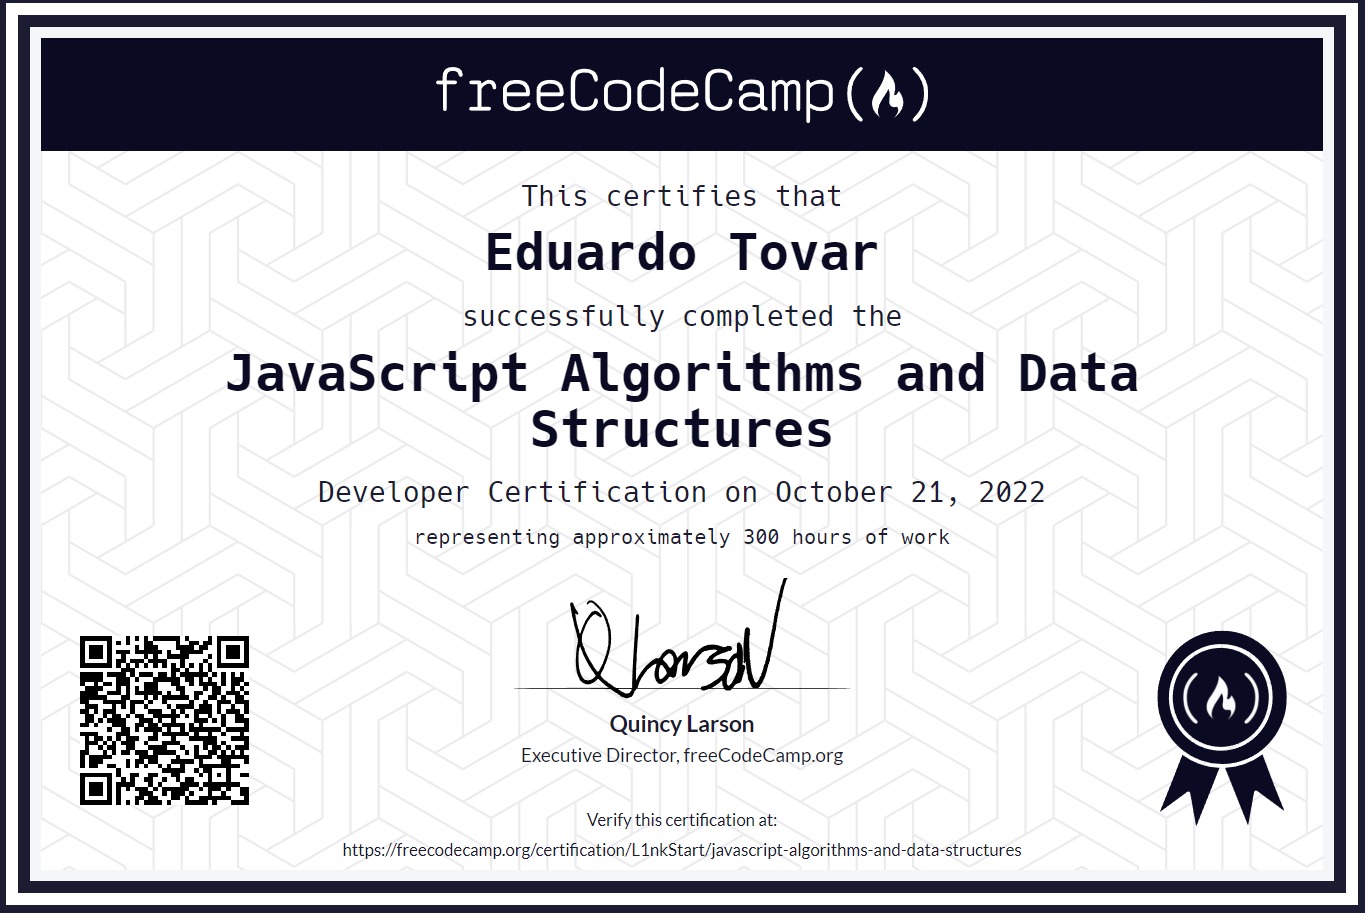 freeCodeCamp
This certifies that
Eduardo Tovar
successfully completed the
JavaScript Algorithms and Data
Structures
Developer Certification on October 21, 2022
representing approximately 300 hours of work
Q Larson
Quincy Larson
Executive Director, freeCodeCamp.org
Verify this certification at:
https://freecodecamp.org/certification/L1nkStart/javascript-algorithms-and-data-structures